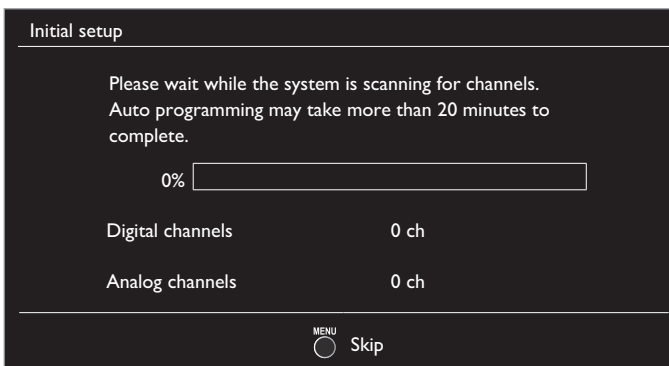 Initial setup
Please wait while the system is scanning for channels.
Auto programming may take more than 20 minutes to
complete.
0%
Digital channels 0 ch
Analog channels 0 ch
MENU Skip